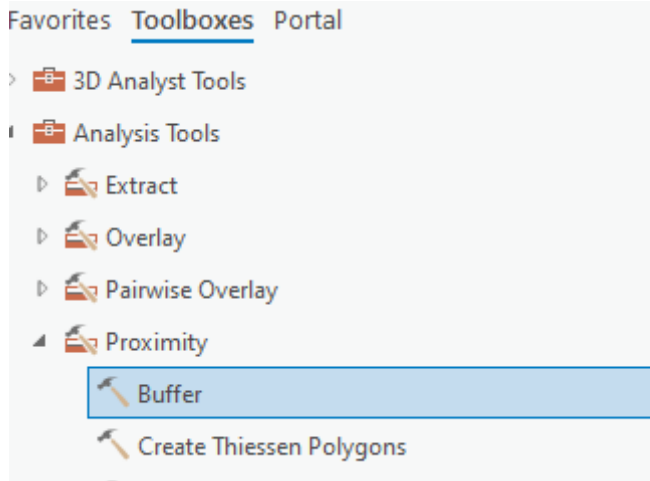 Favorites Toolboxes Portal
3D Analyst Tools
Analysis Tools
Extract
Overlay
Pairwise Overlay
Proximity
Buffer
Create Thiessen Polygons